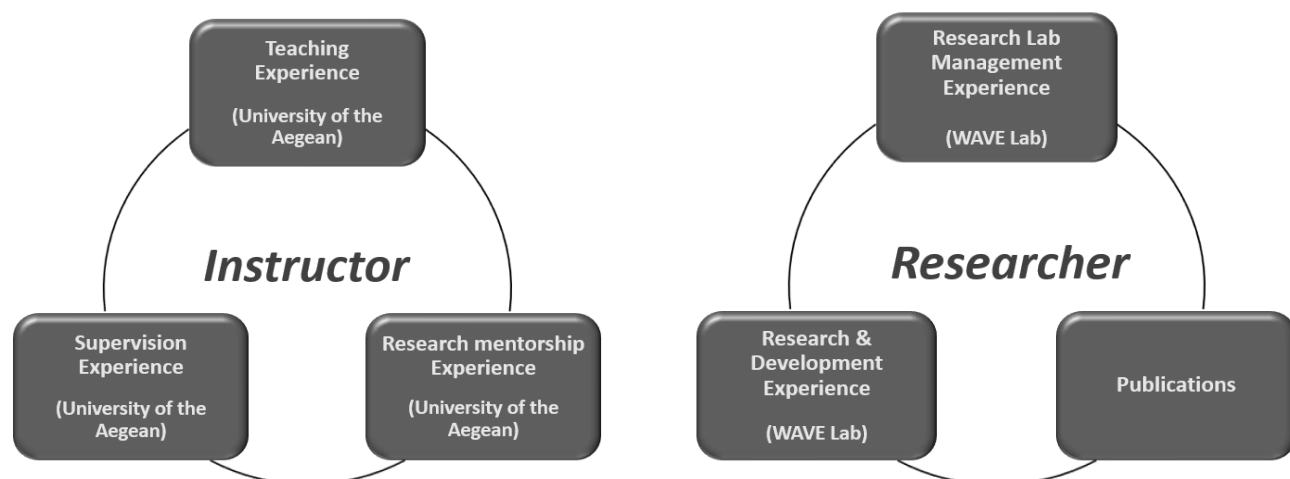 Teaching
Experience
(University of the
Aegean)
Instructor
Supervision
Experience
(University of the
Aegean)
Research mentorship
Experience
(University of the
Aegean)
Research Lab
Management
Experience
(WAVE Lab)
Researcher
Research &
Development
Experience
(WAVE Lab)
Publications